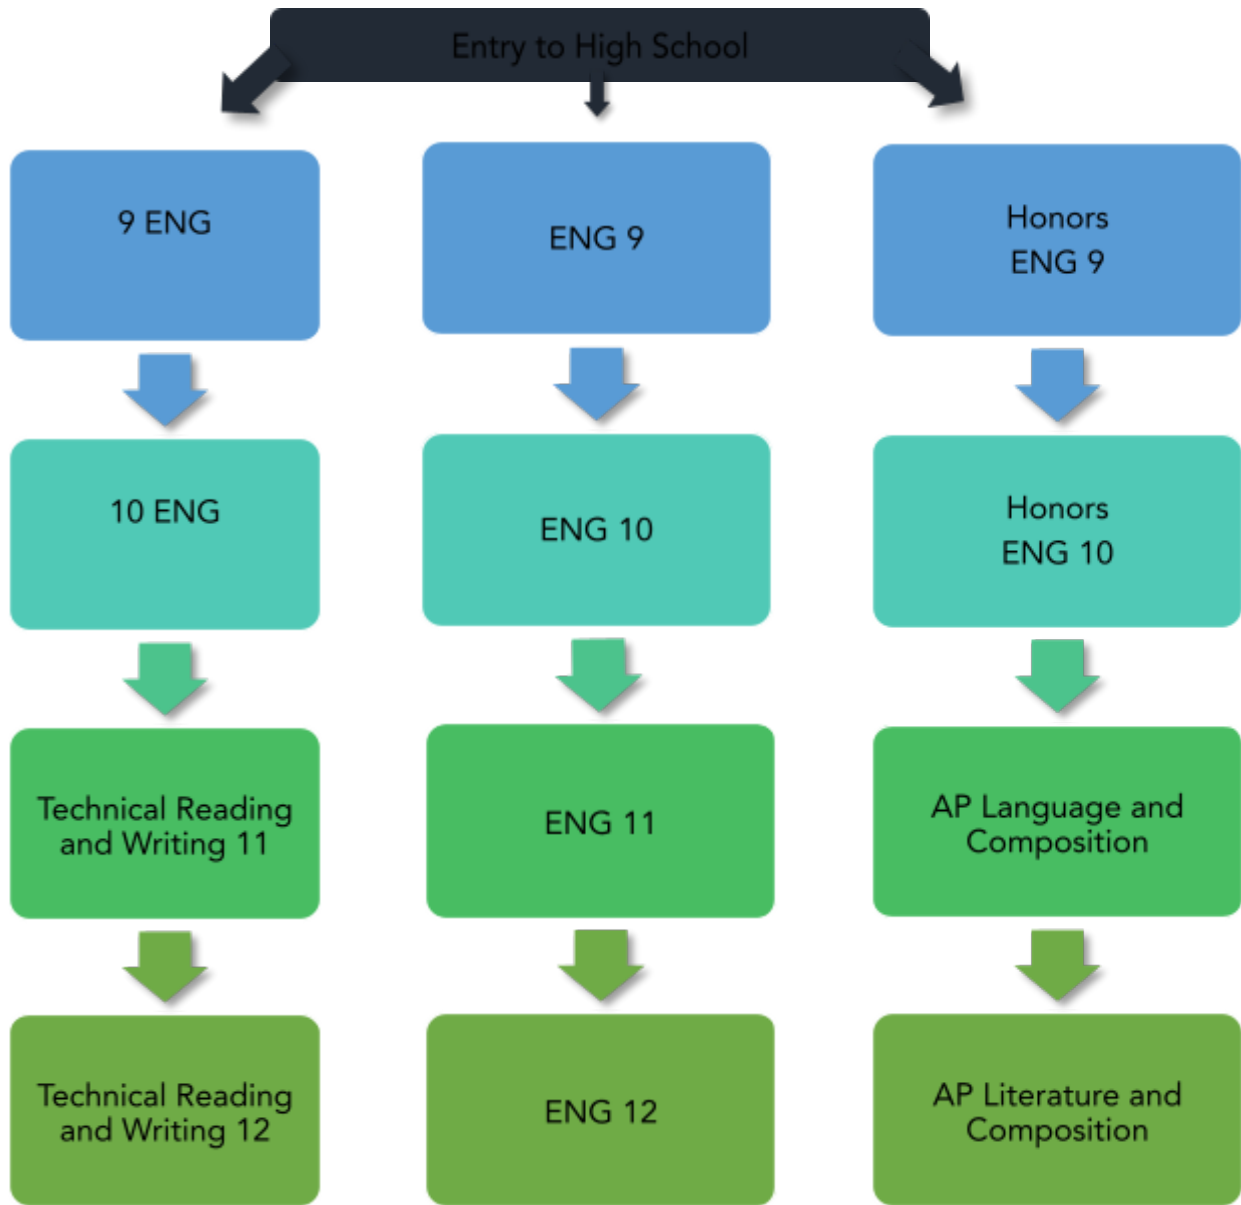 Entry to High School
9 ENG
ENG 9
Honors
ENG 9
10 ENG
ENG 10
Honors
ENG 10
Technical Reading
and Writing 11
ENG 11
AP Language and
Composition
Technical Reading
and Writing 12
ENG 12
AP Literature and
Composition